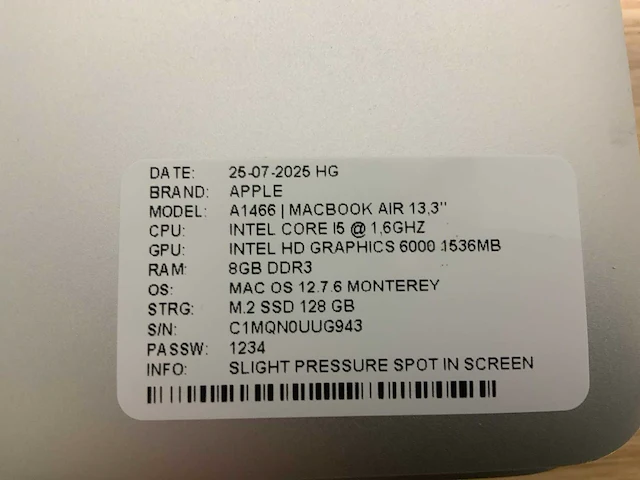 DATE: 25-07-2025 HG
BRAND: APPLE
MODEL: A1466 | MACBOOK AIR 13,3''
CPU: INTEL CORE I5 @ 1,6GHZ
GPU: INTEL HD GRAPHICS 6000 1536MB
RAM: 8GB DDR3
OS: MAC OS 12.7.6 MONTEREY
STRG: M.2 SSD 128 GB
S/N: C1MQN0UUG943
PASSW: 1234
INFO: SLIGHT PRESSURE SPOT IN SCREEN